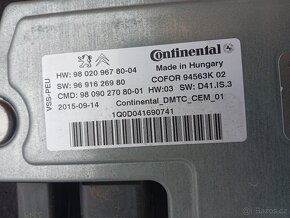 Continental
Made in Hungary
HW: 98 020 967 80-04
COFOR 94563K 02
SW: 96 916 269 80
HW:03 SW: D41.IS.3
CMD: 98 090 270 80-01
2015-09-14
Continental_DMTC_CEM_01
1Q0D041690741
VSS-PEU